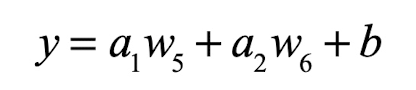 y = a₁w₅ + a₂w₆ + b